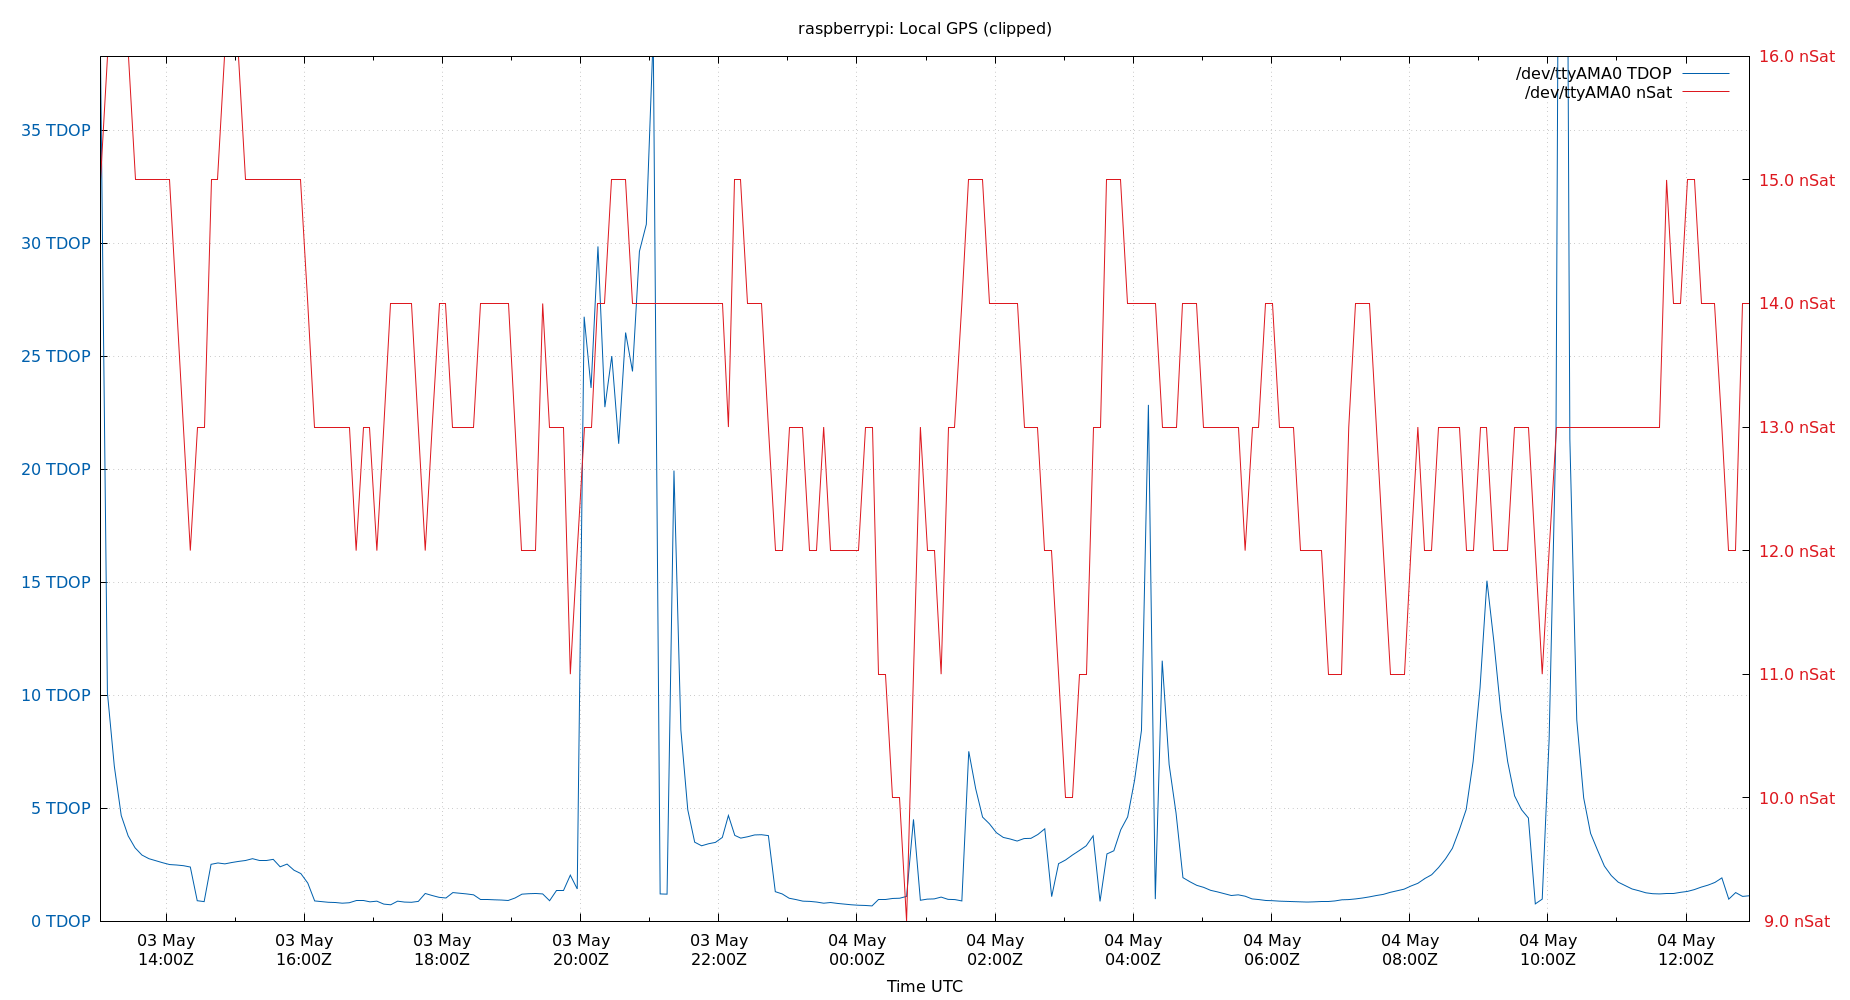 raspberrypi: Local GPS (clipped)
/dev/ttyAMA0 TDOP
/dev/ttyAMA0 nSat
35 TDOP
30 TDOP
25 TDOP
20 TDOP
15 TDOP
10 TDOP
5 TDOP
0 TDOP
16.0 nSat
15.0 nSat
14.0 nSat
13.0 nSat
12.0 nSat
11.0 nSat
10.0 nSat
9.0 nSat
03 May
14:00Z
03 May
16:00Z
03 May
18:00Z
03 May
20:00Z
03 May
22:00Z
04 May
00:00Z
04 May
02:00Z
04 May
04:00Z
04 May
06:00Z
04 May
08:00Z
04 May
10:00Z
04 May
12:00Z
Time UTC